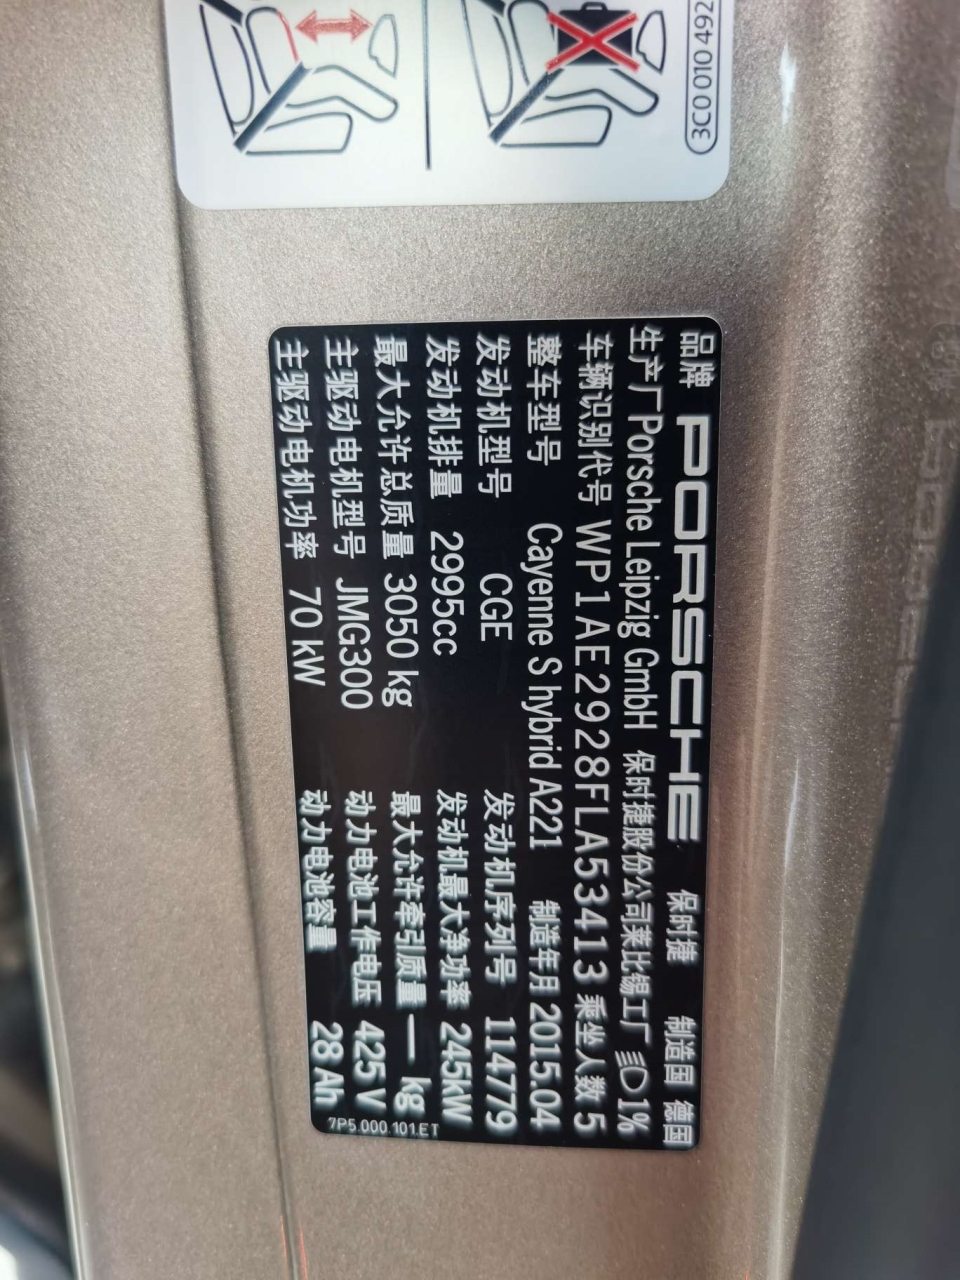 3C0 010 492
品牌 PORSCHE 保时捷 制造国 德国
生产厂 Porsche Leipzig GmbH 保时捷股份公司莱比锡工厂 1%
车辆识别代号 WP1AE2928FLA53413 乘坐人数 5
整车型号 Cayenne S hybrid A221 制造年月 2015.04
发动机型号 CGE 发动机序列号 114779
发动机排量 2995cc 发动机最大净功率 245kW
最大允许总质量 3050 kg 最大允许牵引质量 — kg
主驱动电机型号 JMG300 动力电池工作电压 425 V
主驱动电机功率 70 kW 动力电池容量 28 Ah
7P5.000.101.ET